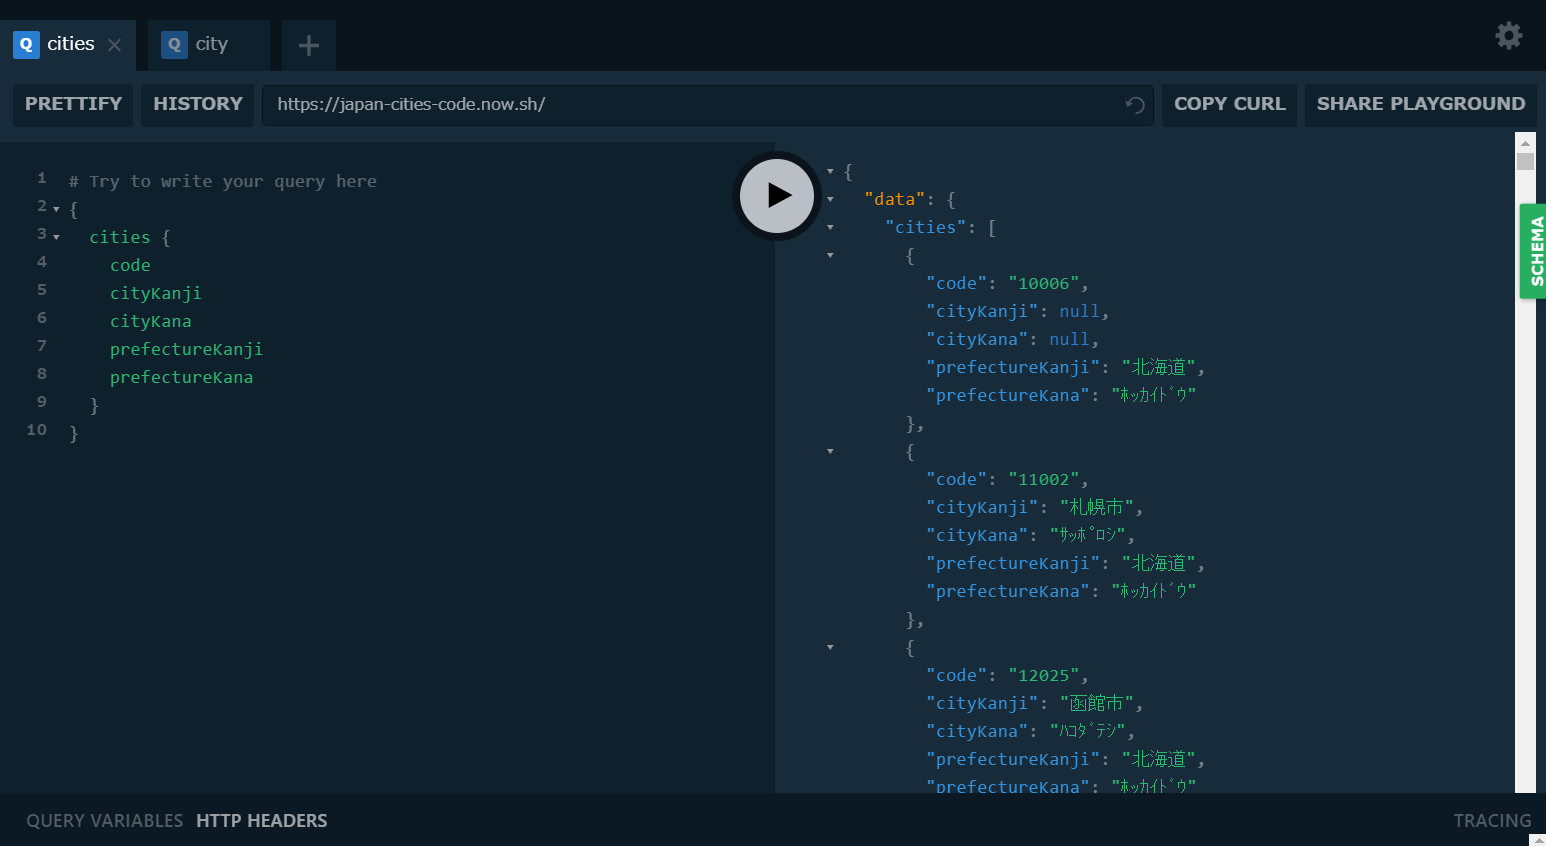 Q cities × Q city +
PRETTIFY HISTORY https://japan-cities-code.now.sh/ COPY CURL SHARE PLAYGROUND
1 # Try to write your query here
2 {
3 cities {
4 code
5 cityKanji
6 cityKana
7 prefectureKanji
8 prefectureKana
9 }
10 }
{
"data": {
"cities": [
{
"code": "10006",
"cityKanji": null,
"cityKana": null,
"prefectureKanji": "北海道",
"prefectureKana": "ﾎｯｶｲﾄﾞｳ"
},
{
"code": "11002",
"cityKanji": "札幌市",
"cityKana": "ｻｯﾎﾟﾛｼ",
"prefectureKanji": "北海道",
"prefectureKana": "ﾎｯｶｲﾄﾞｳ"
},
{
"code": "12025",
"cityKanji": "函館市",
"cityKana": "ﾊｺﾀﾞﾃｼ",
"prefectureKanji": "北海道",
"prefectureKana": "ﾎｯｶｲﾄﾞｳ"
SCHEMA
QUERY VARIABLES HTTP HEADERS TRACING